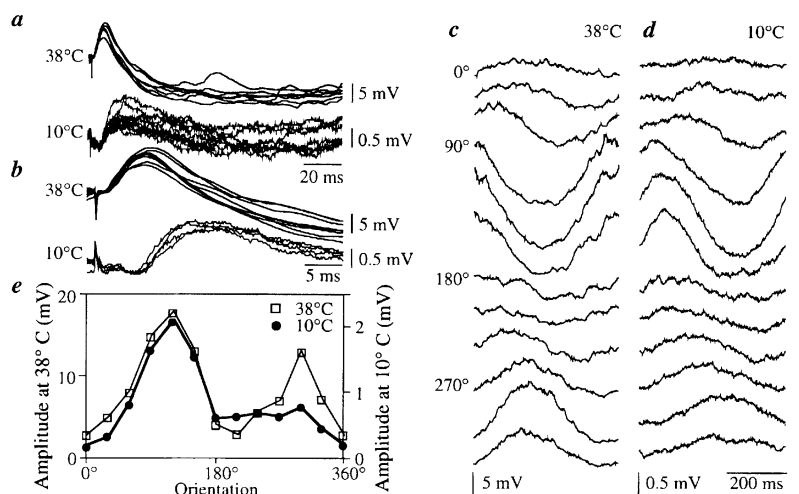 a
38°C
5 mV
10°C
0.5 mV
20 ms
b
38°C
5 mV
10°C
0.5 mV
5 ms
e
20
10
0
Amplitude at 38° C (mV)
38°C
10°C
2
1
0
Amplitude at 10° C (mV)
0° 180° 360°
Orientation
c 38°C
0°
90°
180°
270°
5 mV
d 10°C
0.5 mV 200 ms